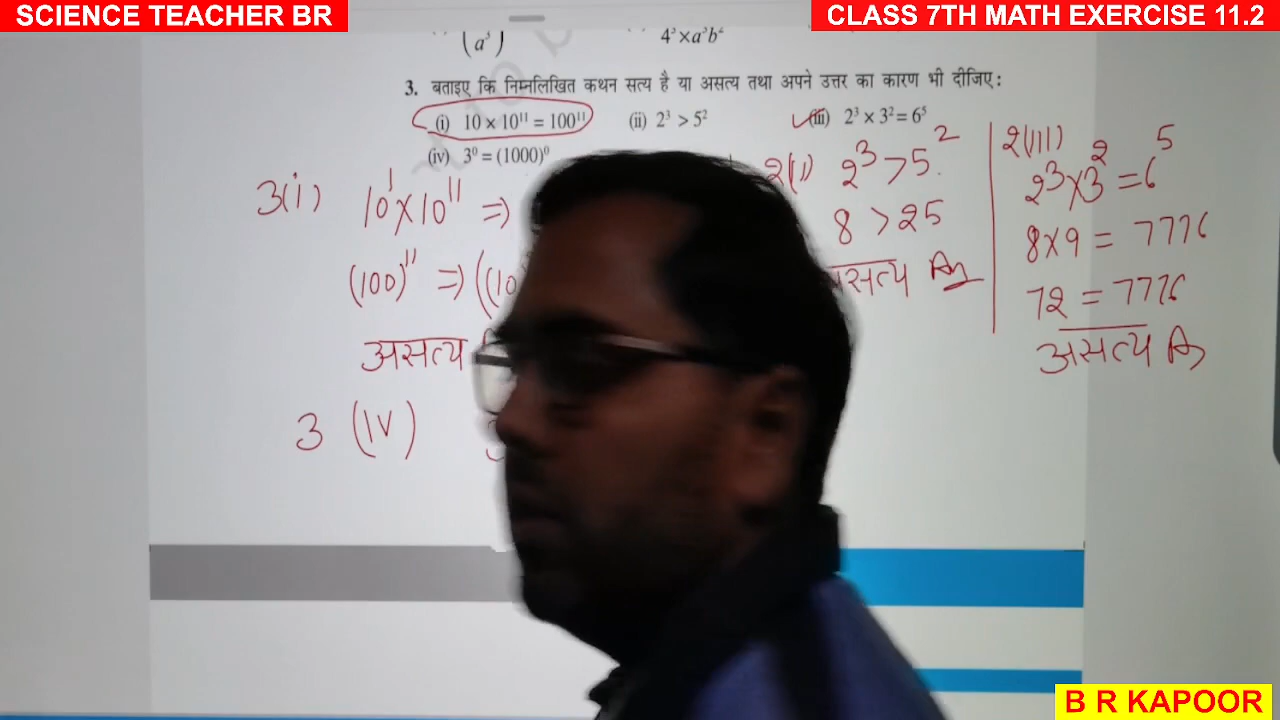 SCIENCE TEACHER BR
CLASS 7TH MATH EXERCISE 11.2
(a³) 4⁵×a³b²
3. बताइए कि निम्नलिखित कथन सत्य है या असत्य तथा अपने उत्तर का कारण भी दीजिए:
(i) 10 × 10¹¹ = 100¹¹ (ii) 2³ > 5² (iii) 2³ × 3² = 6⁵
(iv) 3⁰ = (1000)⁰
3(i) 10¹×10¹¹ ⇒
(100)¹¹ ⇒ ((10
असत्य
3 (IV)
2(I) 2³ > 5²
8 > 25
असत्य
2(III)
2³×3² = 6⁵
8×9 = 7776
72 = 7776
असत्य
B R KAPOOR